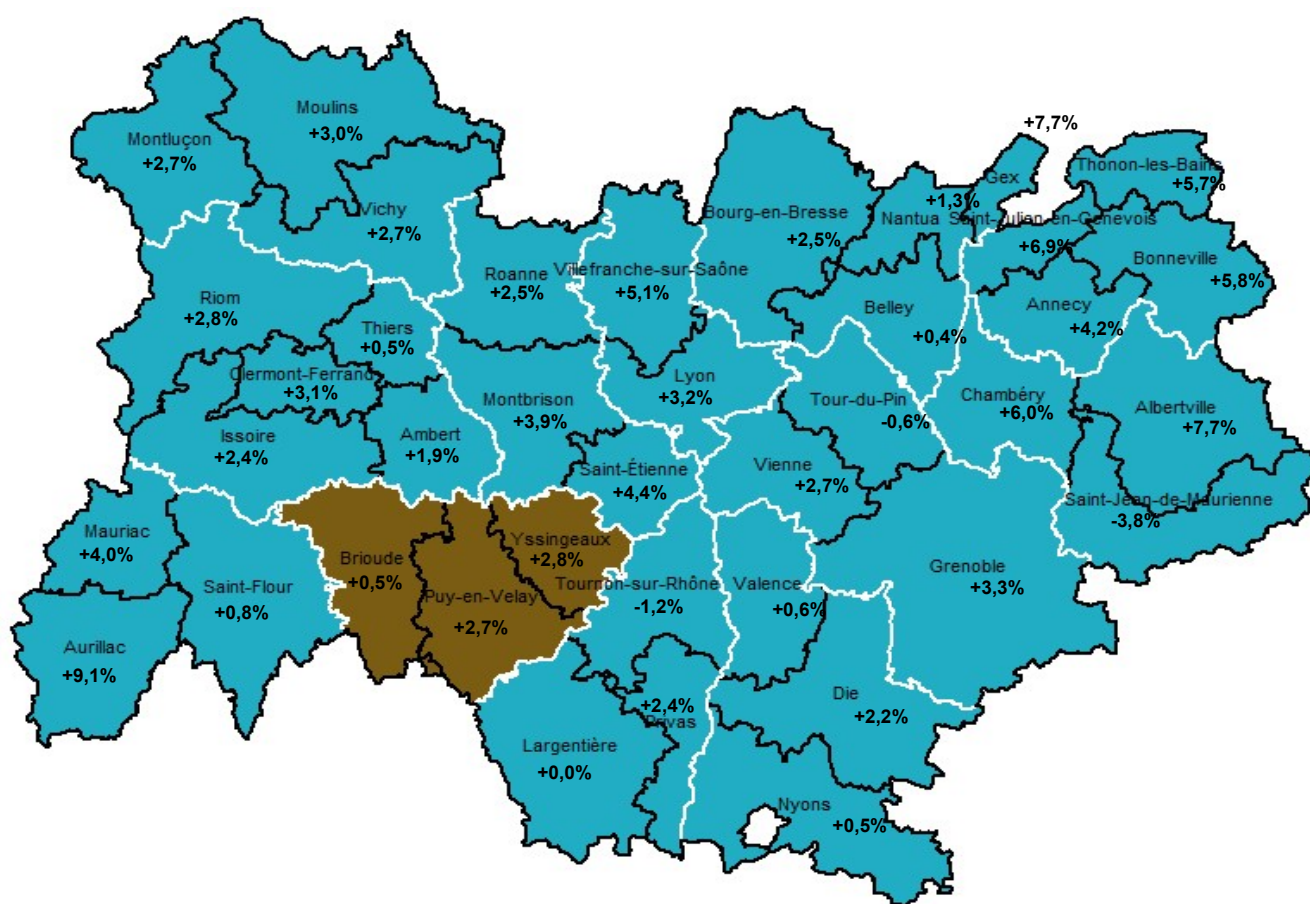 Moulins
+3,0%
Montluçon
+2,7%
Vichy
+2,7%
+7,7%
Gex
Thonon-les-Bains
+5,7%
+1,3%
Nantua
Saint-Julien-en-Genevois
+6,9%
Bourg-en-Bresse
+2,5%
Bonneville
+5,8%
Roanne
+2,5%
Villefranche-sur-Saône
+5,1%
Riom
+2,8%
Belley
+0,4%
Annecy
+4,2%
Thiers
+0,5%
Clermont-Ferrand
+3,1%
Lyon
+3,2%
Montbrison
+3,9%
Tour-du-Pin
-0,6%
Chambéry
+6,0%
Albertville
+7,7%
Issoire
+2,4%
Ambert
+1,9%
Saint-Étienne
+4,4%
Vienne
+2,7%
Saint-Jean-de-Maurienne
-3,8%
Mauriac
+4,0%
Brioude
+0,5%
Yssingeaux
+2,8%
Saint-Flour
+0,8%
Puy-en-Velay
+2,7%
Tournon-sur-Rhône
-1,2%
Valence
+0,6%
Grenoble
+3,3%
Aurillac
+9,1%
Die
+2,2%
+2,4%
Privas
Largentière
+0,0%
Nyons
+0,5%